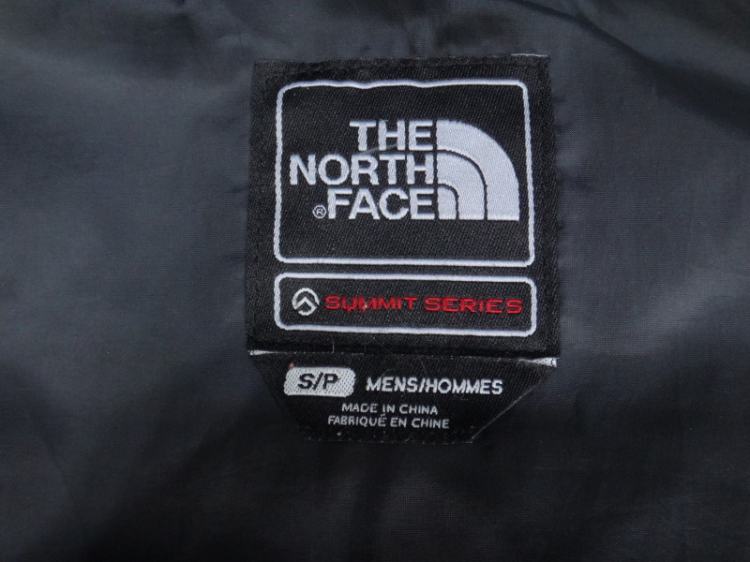 THE
NORTH
®FACE
SUMMIT SERIES
S/P MENS/HOMMES
MADE IN CHINA
FABRIQUÉ EN CHINE